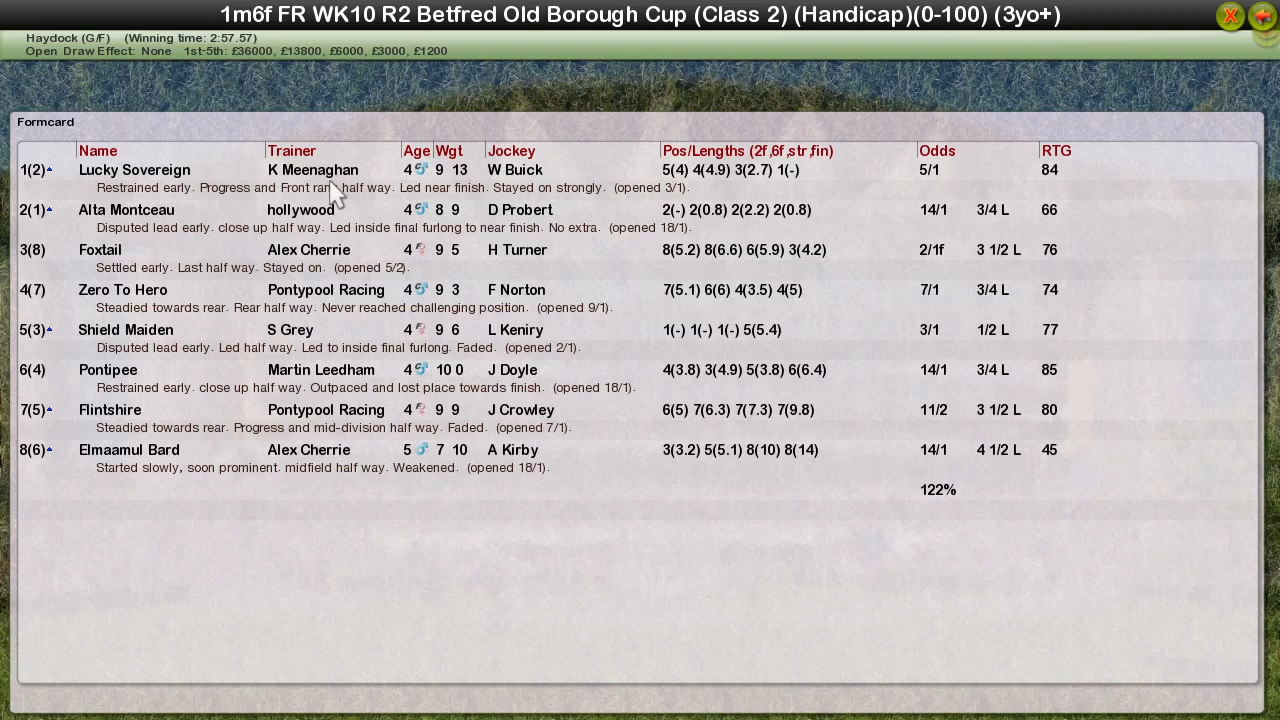 1m6f FR WK10 R2 Betfred Old Borough Cup (Class 2) (Handicap)(0-100) (3yo+)
X
Haydock (G/F) (Winning time: 2:57.57)
Open Draw Effect: None 1st-5th: £36000, £13800, £6000, £3000, £1200
Formcard
Name Trainer Age Wgt Jockey Pos/Lengths (2f,6f,str,fin) Odds RTG
1(2) Lucky Sovereign K Meenaghan 4 9 13 W Buick 5(4) 4(4.9) 3(2.7) 1(-) 5/1 84
Restrained early. Progress and Front rank half way. Led near finish. Stayed on strongly. (opened 3/1).
2(1) Alta Montceau hollywood 4 8 9 D Probert 2(-) 2(0.8) 2(2.2) 2(0.8) 14/1 3/4 L 66
Disputed lead early. close up half way. Led inside final furlong to near finish. No extra. (opened 18/1).
3(8) Foxtail Alex Cherrie 4 9 5 H Turner 8(5.2) 8(6.6) 6(5.9) 3(4.2) 2/1f 3 1/2 L 76
Settled early. Last half way. Stayed on. (opened 5/2).
4(7) Zero To Hero Pontypool Racing 4 9 3 F Norton 7(5.1) 6(6) 4(3.5) 4(5) 7/1 3/4 L 74
Steadied towards rear. Rear half way. Never reached challenging position. (opened 9/1).
5(3) Shield Maiden S Grey 4 9 6 L Keniry 1(-) 1(-) 1(-) 5(5.4) 3/1 1/2 L 77
Disputed lead early. Led half way. Led to inside final furlong. Faded. (opened 2/1).
6(4) Pontipee Martin Leedham 4 10 0 J Doyle 4(3.8) 3(4.9) 5(3.8) 6(6.4) 14/1 3/4 L 85
Restrained early. close up half way. Outpaced and lost place towards finish. (opened 18/1).
7(5) Flintshire Pontypool Racing 4 9 9 J Crowley 6(5) 7(6.3) 7(7.3) 7(9.8) 11/2 3 1/2 L 80
Steadied towards rear. Progress and mid-division half way. Faded. (opened 7/1).
8(6) Elmaamul Bard Alex Cherrie 5 7 10 A Kirby 3(3.2) 5(5.1) 8(10) 8(14) 14/1 4 1/2 L 45
Started slowly, soon prominent. midfield half way. Weakened. (opened 18/1).
122%